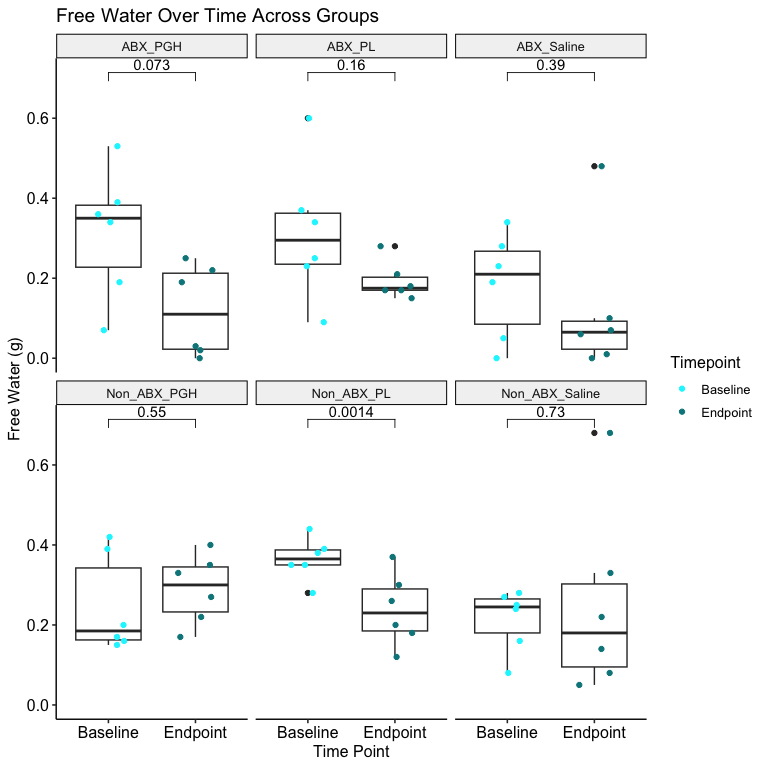 Free Water Over Time Across Groups
ABX_PGH ABX_PL ABX_Saline
0.073 0.16 0.39
0.6
0.4
0.2
0.0
Non_ABX_PGH Non_ABX_PL Non_ABX_Saline
0.55 0.0014 0.73
0.6
0.4
0.2
0.0
Baseline Endpoint Baseline Endpoint Baseline Endpoint
Time Point
Free Water (g)
Timepoint
Baseline
Endpoint